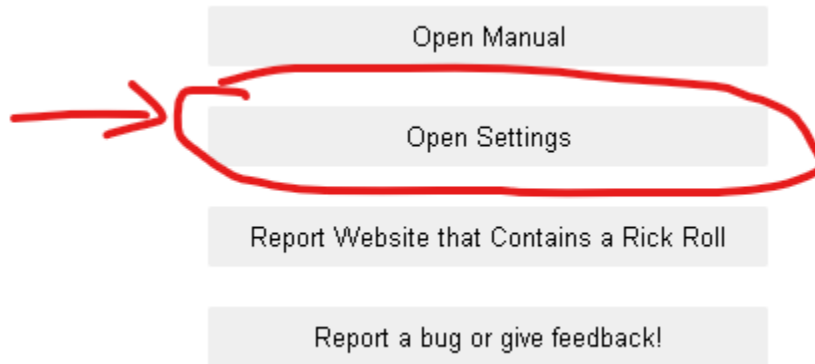 Open Manual
Open Settings
Report Website that Contains a Rick Roll
Report a bug or give feedback!